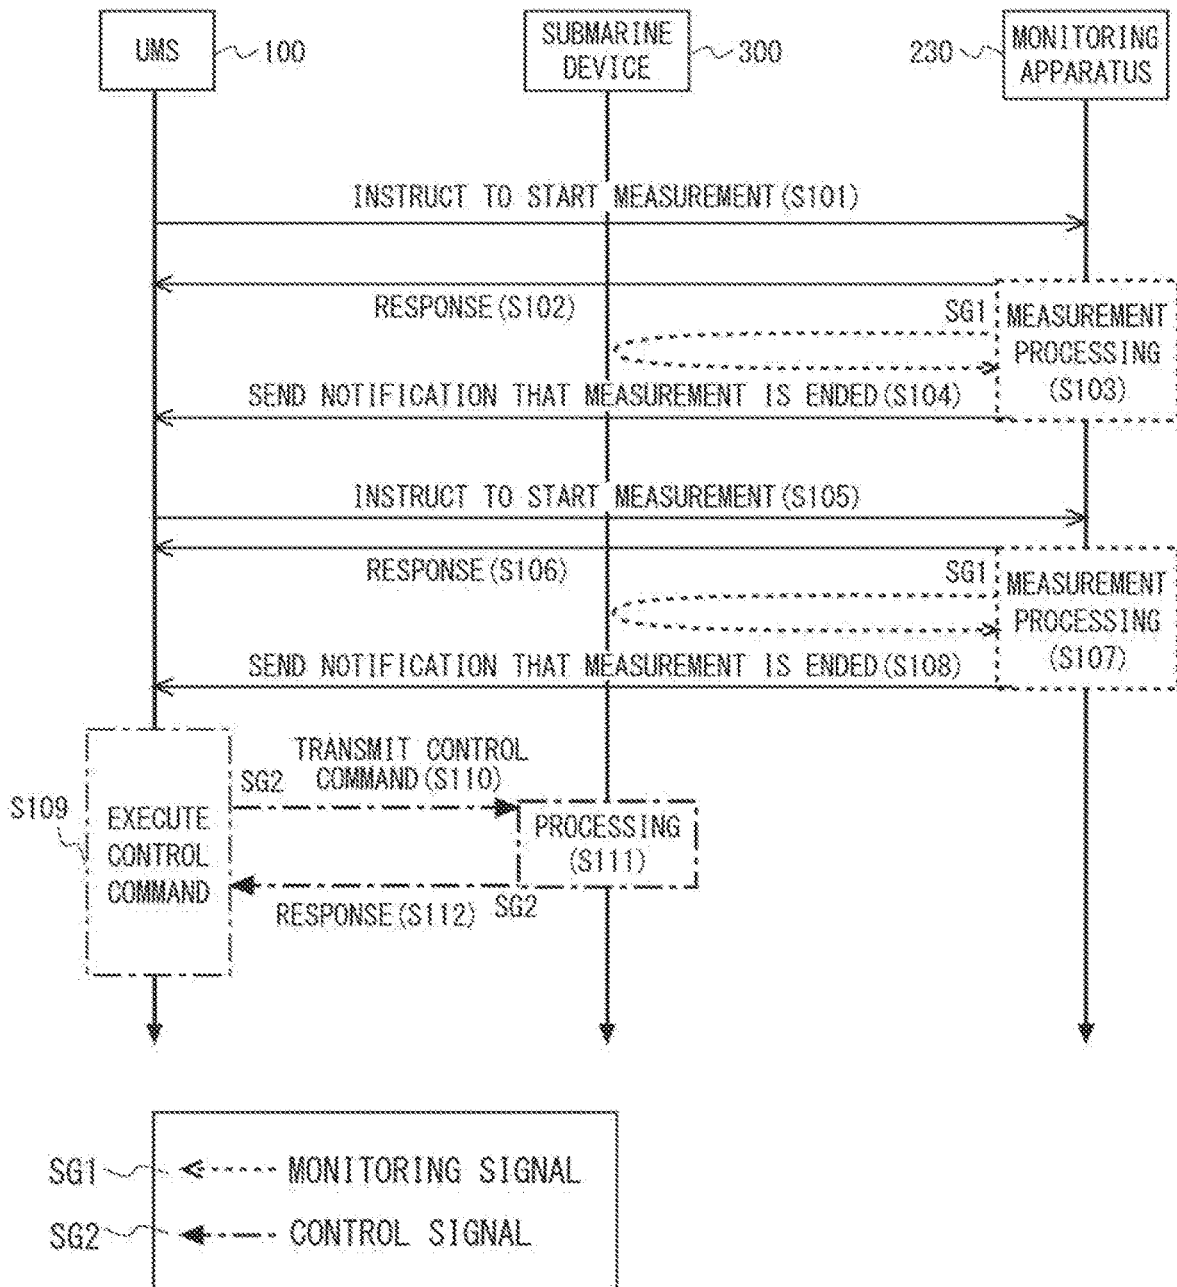 UMS
100
SUBMARINE
DEVICE
300
230
MONITORING
APPARATUS
INSTRUCT TO START MEASUREMENT(S101)
RESPONSE(S102)
SG1
MEASUREMENT
PROCESSING
(S103)
SEND NOTIFICATION THAT MEASUREMENT IS ENDED(S104)
INSTRUCT TO START MEASUREMENT(S105)
RESPONSE(S106)
SG1
MEASUREMENT
PROCESSING
(S107)
SEND NOTIFICATION THAT MEASUREMENT IS ENDED(S108)
S109
EXECUTE
CONTROL
COMMAND
SG2
TRANSMIT CONTROL
COMMAND(S110)
PROCESSING
(S111)
RESPONSE(S112)
SG2
SG1
MONITORING SIGNAL
SG2
CONTROL SIGNAL